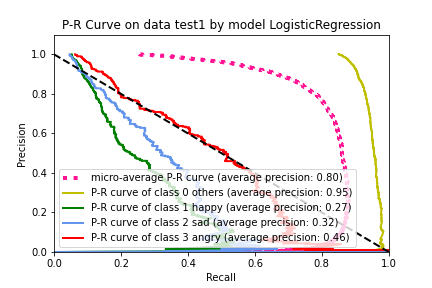 P-R Curve on data test1 by model LogisticRegression
1.0
0.8
0.6
0.4
0.2
0.0
Precision
micro-average P-R curve (average precision: 0.80)
P-R curve of class 0 others (average precision: 0.95)
P-R curve of class 1 happy (average precision: 0.27)
P-R curve of class 2 sad (average precision: 0.32)
P-R curve of class 3 angry (average precision: 0.46)
0.0 0.2 0.4 0.6 0.8 1.0
Recall